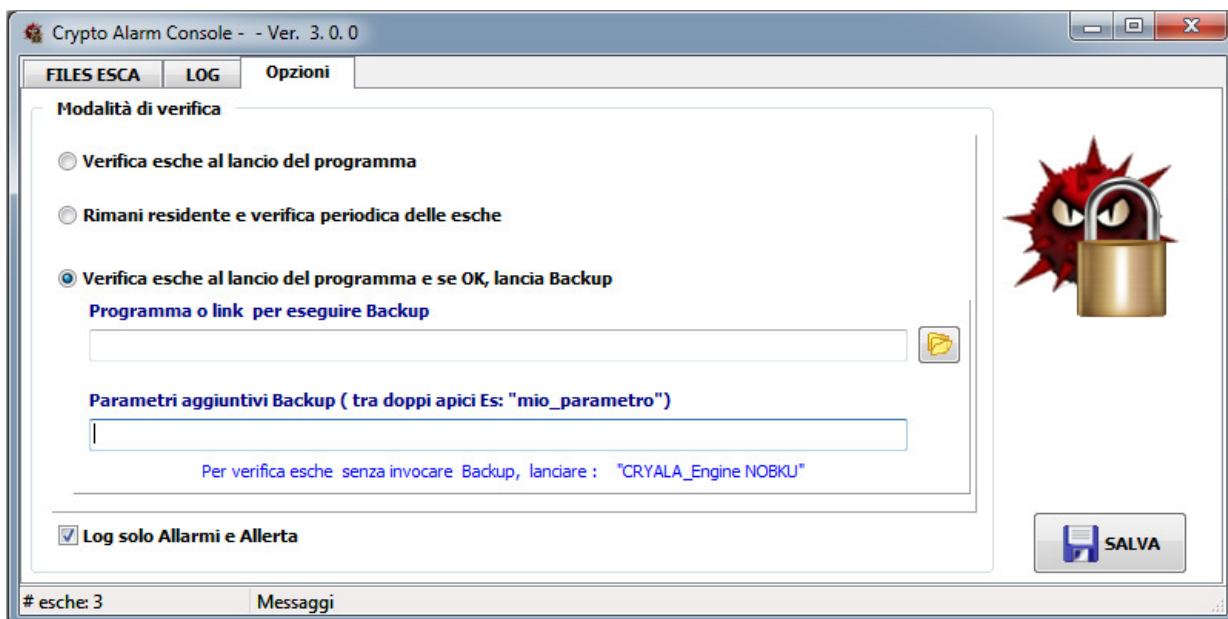 Crypto Alarm Console - - Ver. 3. 0. 0
FILES ESCA LOG Opzioni
Modalità di verifica
Verifica esche al lancio del programma
Rimani residente e verifica periodica delle esche
Verifica esche al lancio del programma e se OK, lancia Backup
Programma o link per eseguire Backup
Parametri aggiuntivi Backup ( tra doppi apici Es: "mio_parametro")
Per verifica esche senza invocare Backup, lanciare : "CRYALA_Engine NOBKU"
Log solo Allarmi e Allerta
SALVA
# esche: 3 Messaggi